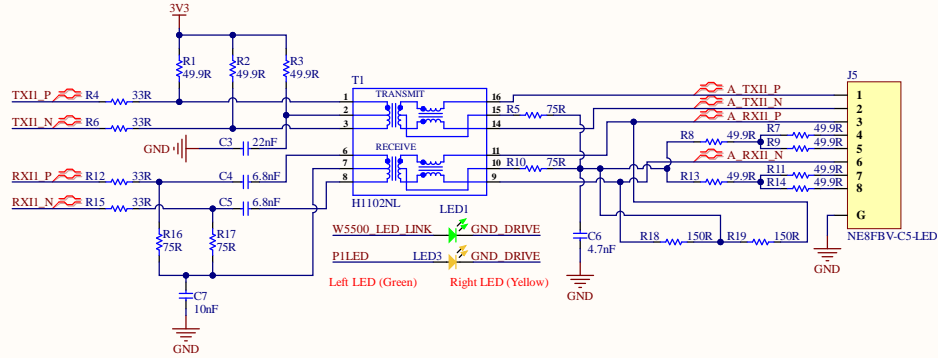 3V3
R1
49.9R
R2
49.9R
R3
49.9R
T1
J5
TXI1_P
R4
33R
TRANSMIT
1
2
3
16
15
14
R5
75R
A_TXI1_P
A_TXI1_N
A_RXI1_P
1
2
3
4
5
6
7
8
G
TXI1_N
R6
33R
GND
C3
22nF
RECEIVE
6
7
8
11
10
9
R10
75R
R8
49.9R
R7
49.9R
R9
49.9R
A_RXI1_N
R11
49.9R
R13
49.9R
R14
49.9R
RXI1_P
R12
33R
C4
6.8nF
RXI1_N
R15
33R
C5
6.8nF
H1102NL
LED1
R16
75R
R17
75R
W5500_LED_LINK
GND_DRIVE
C6
4.7nF
R18
150R
R19
150R
NE8FBV-C5-LED
P1LED
LED3
GND_DRIVE
GND
Left LED (Green)
Right LED (Yellow)
C7
10nF
GND
GND